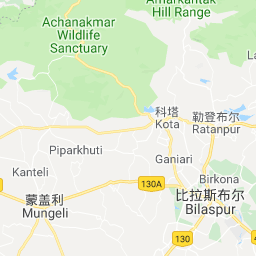 Amarkantak
Hill Range
Achanakmar
Wildlife
Sanctuary
科塔
Kota
勒登布尔
Ratanpur
Piparkhuti
Ganiari
Kanteli
Birkona
130A
蒙盖利
Mungeli
比拉斯布尔
Bilaspur
130
49